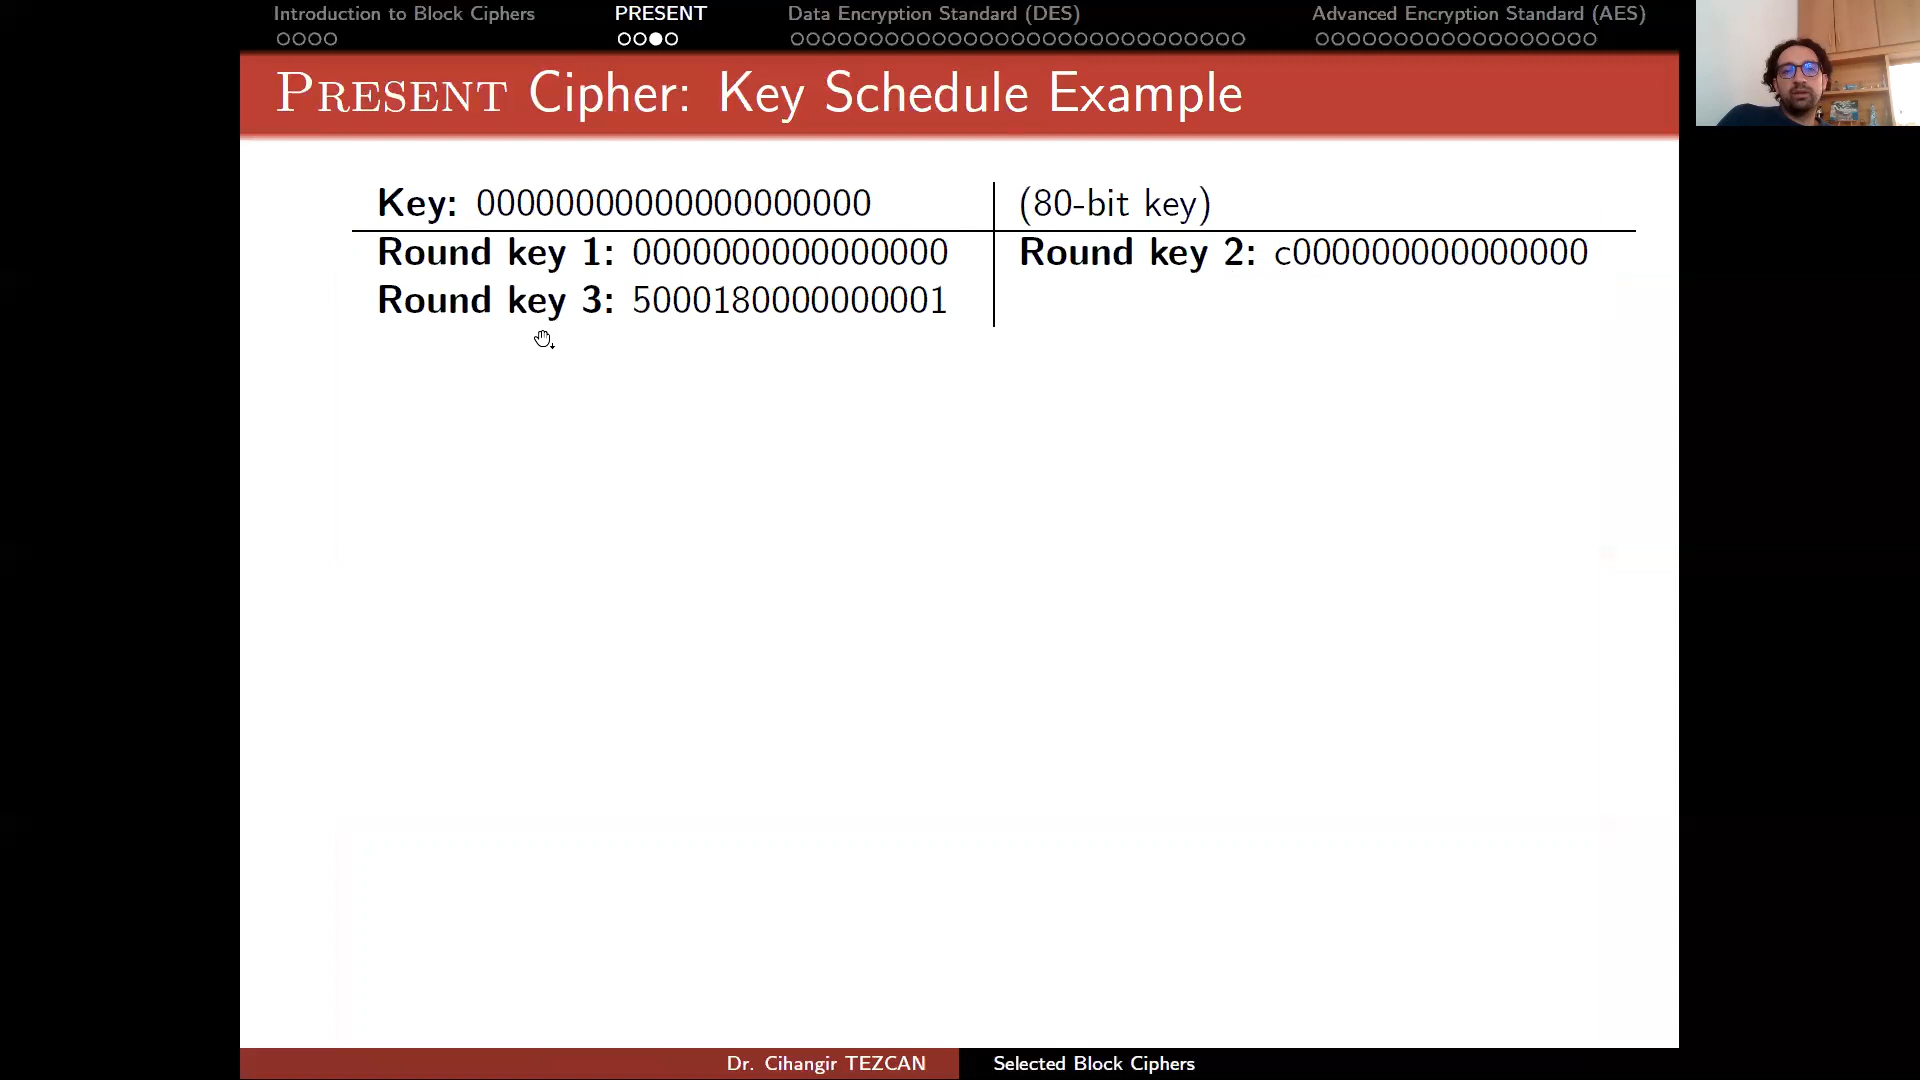 Introduction to Block Ciphers
PRESENT
Data Encryption Standard (DES)
Advanced Encryption Standard (AES)
PRESENT Cipher: Key Schedule Example
Key: 00000000000000000000 (80-bit key)
Round key 1: 0000000000000000 Round key 2: c000000000000000
Round key 3: 5000180000000001
Dr. Cihangir TEZCAN
Selected Block Ciphers